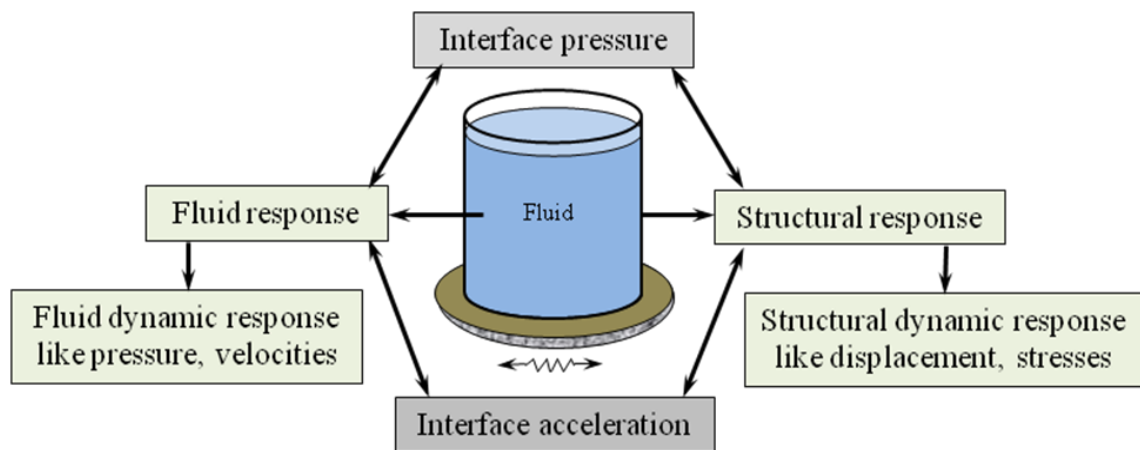 Interface pressure
Fluid response
Fluid
Structural response
Fluid dynamic response
like pressure, velocities
Structural dynamic response
like displacement, stresses
Interface acceleration